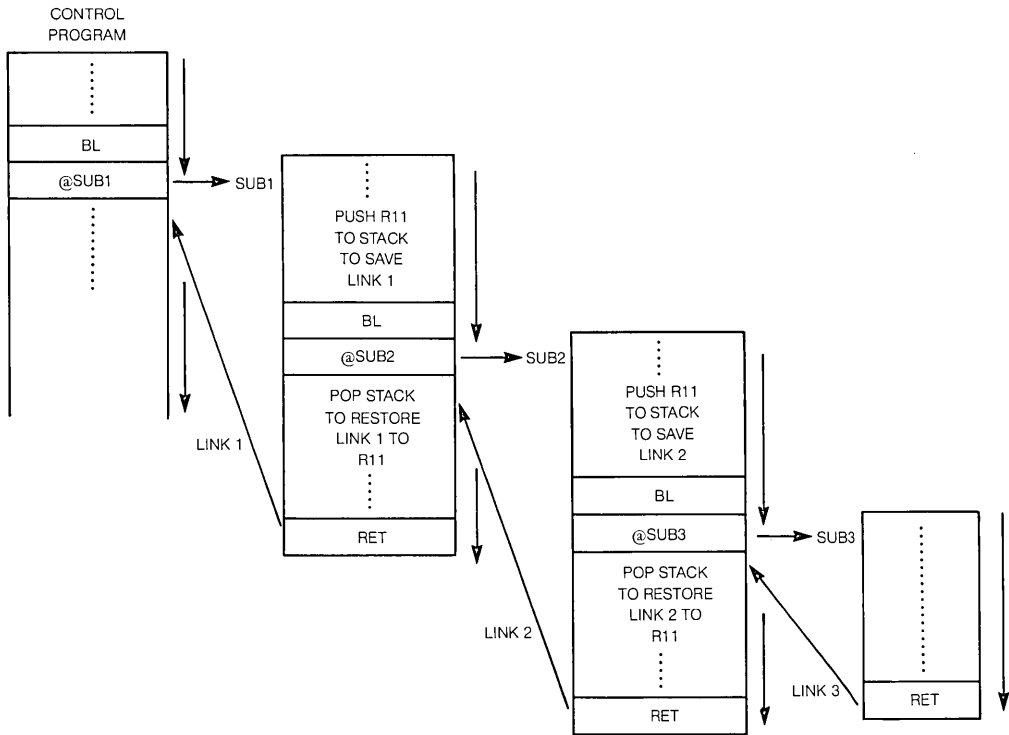 CONTROL
PROGRAM
BL
@SUB1
SUB1
PUSH R11
TO STACK
TO SAVE
LINK 1
BL
@SUB2
SUB2
POP STACK
TO RESTORE
LINK 1 TO
R11
RET
LINK 1
PUSH R11
TO STACK
TO SAVE
LINK 2
BL
@SUB3
SUB3
POP STACK
TO RESTORE
LINK 2 TO
R11
RET
LINK 2
LINK 3
RET